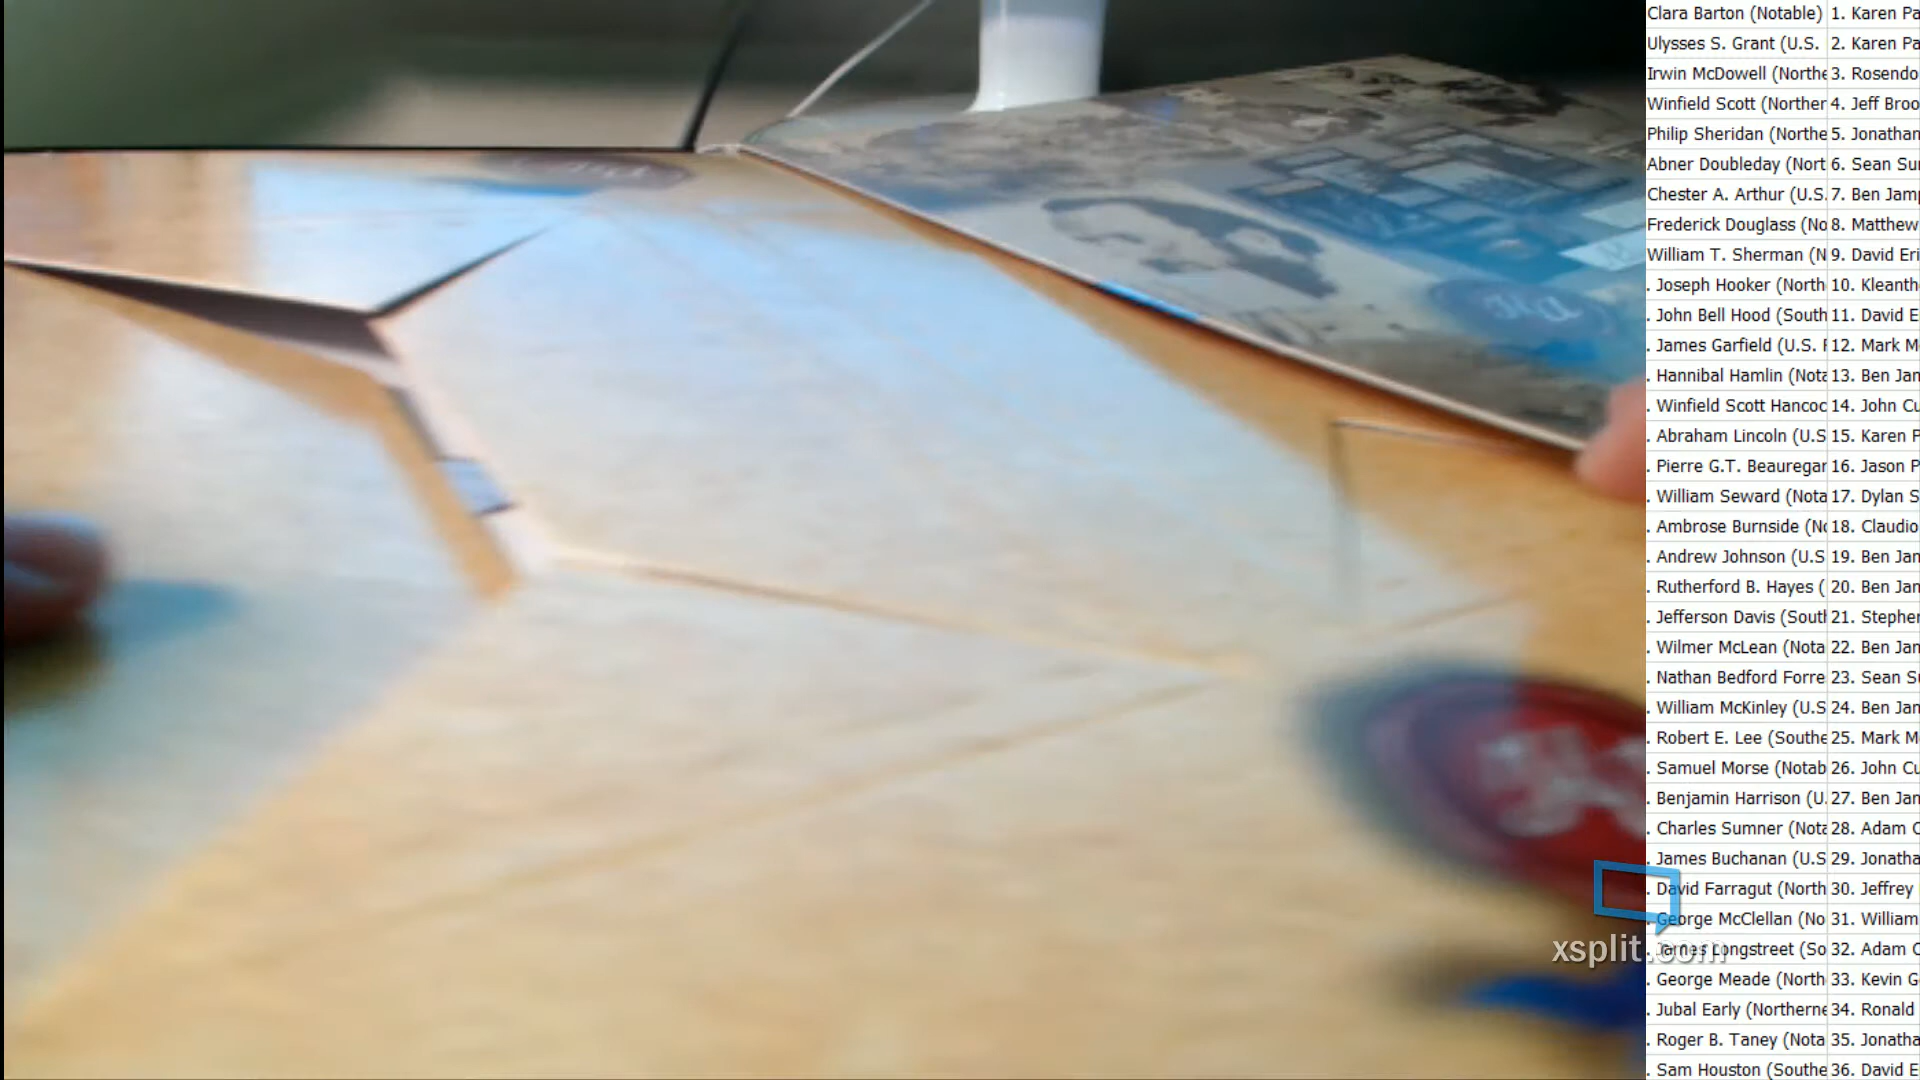 Clara Barton (Notable) 1. Karen Pa
Ulysses S. Grant (U.S. 2. Karen Pa
Irwin McDowell (Northe 3. Rosendo
Winfield Scott (Norther 4. Jeff Broo
Philip Sheridan (Northe 5. Jonathan
Abner Doubleday (Nort 6. Sean Su
Chester A. Arthur (U.S. 7. Ben Jam
Frederick Douglass (No 8. Matthew
William T. Sherman (N 9. David Eri
. Joseph Hooker (North 10. Kleanth
. John Bell Hood (South 11. David E
. James Garfield (U.S. F 12. Mark M
. Hannibal Hamlin (Nota 13. Ben Jan
. Winfield Scott Hancoc 14. John Cu
. Abraham Lincoln (U.S 15. Karen P
. Pierre G.T. Beauregar 16. Jason P
. William Seward (Nota 17. Dylan S
. Ambrose Burnside (No 18. Claudio
. Andrew Johnson (U.S 19. Ben Jan
. Rutherford B. Hayes ( 20. Ben Jan
. Jefferson Davis (South 21. Stephen
. Wilmer McLean (Nota 22. Ben Jan
. Nathan Bedford Forre 23. Sean Su
. William McKinley (U.S 24. Ben Jan
. Robert E. Lee (Southe 25. Mark M
. Samuel Morse (Notab 26. John Cu
. Benjamin Harrison (U. 27. Ben Jan
. Charles Sumner (Nota 28. Adam C
. James Buchanan (U.S 29. Jonatha
. David Farragut (North 30. Jeffrey
. George McClellan (No 31. William
. James Longstreet (So 32. Adam C
. George Meade (North 33. Kevin G
. Jubal Early (Northerne 34. Ronald
. Roger B. Taney (Nota 35. Jonatha
. Sam Houston (Southe 36. David E
xsplit.com